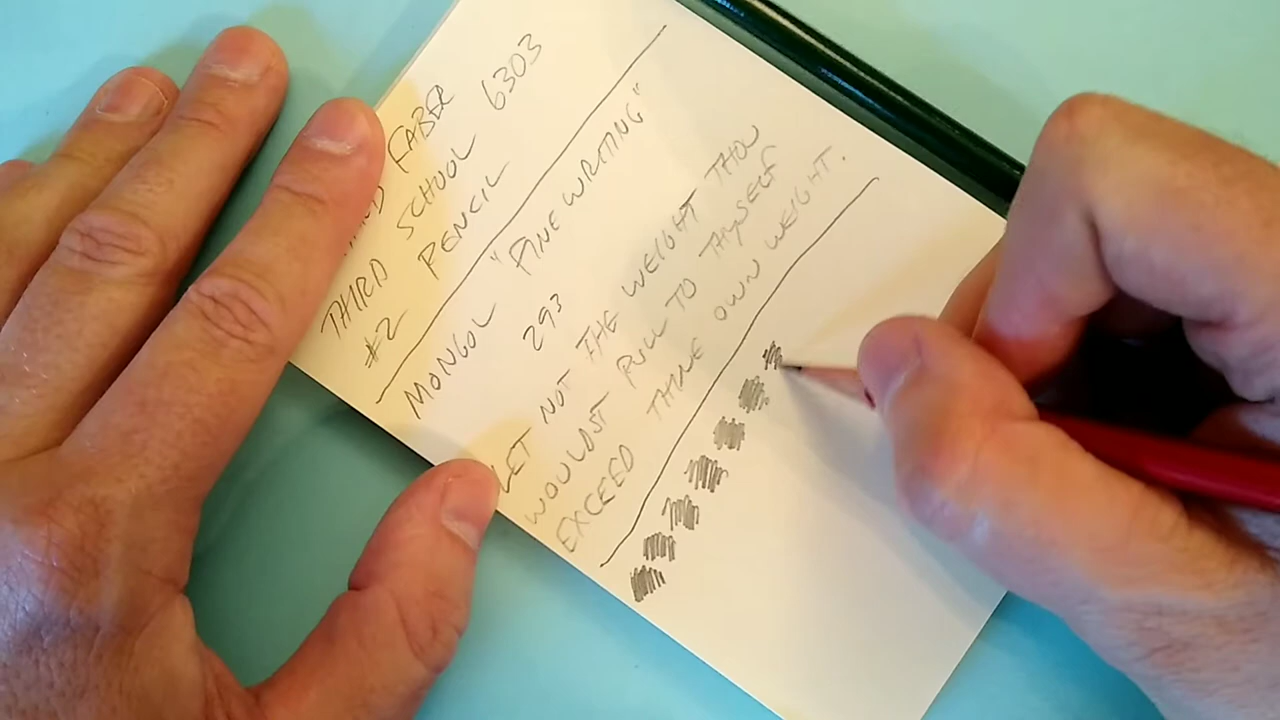 FABER
THIRD SCHOOL 6303
#2 PENCIL
MONGOL "FINE WRITING"
293
LET NOT THE WEIGHT THOU
WOULDST PULL TO THYSELF
EXCEED THINE OWN WEIGHT.